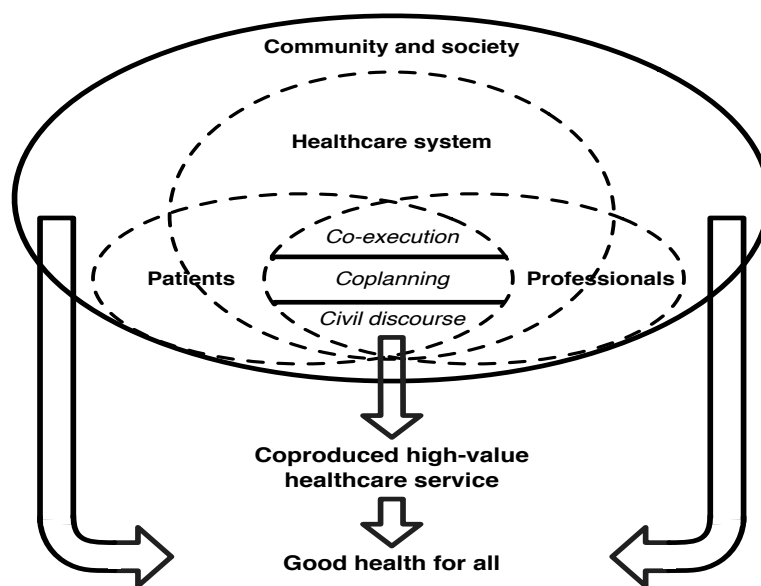 Community and society
Healthcare system
Co-execution
Patients
Coplanning
Professionals
Civil discourse
Coproduced high-value
healthcare service
Good health for all